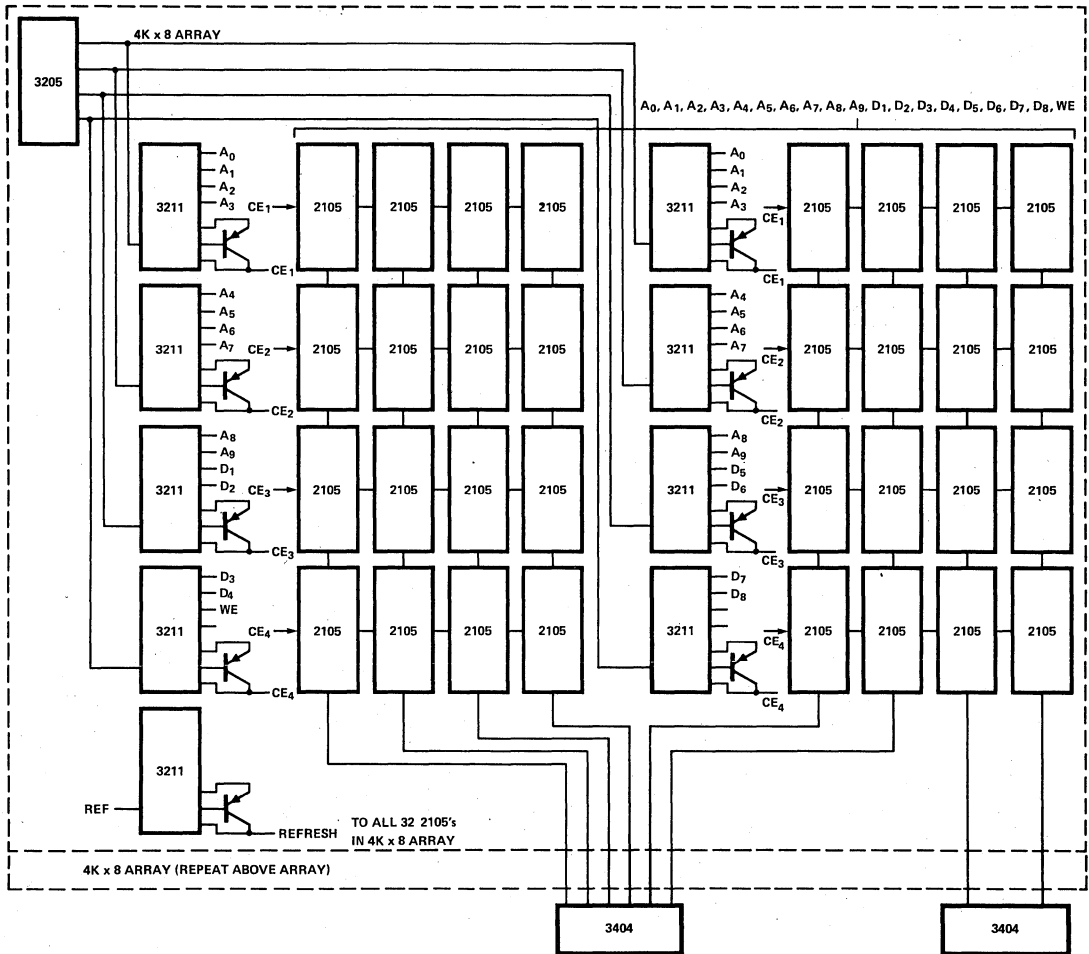 4K x 8 ARRAY
3205
A0, A1, A2, A3, A4, A5, A6, A7, A8, A9, D1, D2, D3, D4, D5, D6, D7, D8, WE
3211
A0
A1
A2
A3
CE1
CE1
2105 2105 2105 2105
3211
A0
A1
A2
A3
CE1
CE1
2105 2105 2105 2105
3211
A4
A5
A6
A7
CE2
CE2
2105 2105 2105 2105
3211
A4
A5
A6
A7
CE2
CE2
2105 2105 2105 2105
3211
A8
A9
D1
D2
CE3
CE3
2105 2105 2105 2105
3211
A8
A9
D5
D6
CE3
CE3
2105 2105 2105 2105
3211
D3
D4
WE
CE4
CE4
2105 2105 2105 2105
3211
D7
D8
CE4
CE4
2105 2105 2105 2105
3211
REF
REFRESH
TO ALL 32 2105's
IN 4K x 8 ARRAY
4K x 8 ARRAY (REPEAT ABOVE ARRAY)
3404
3404